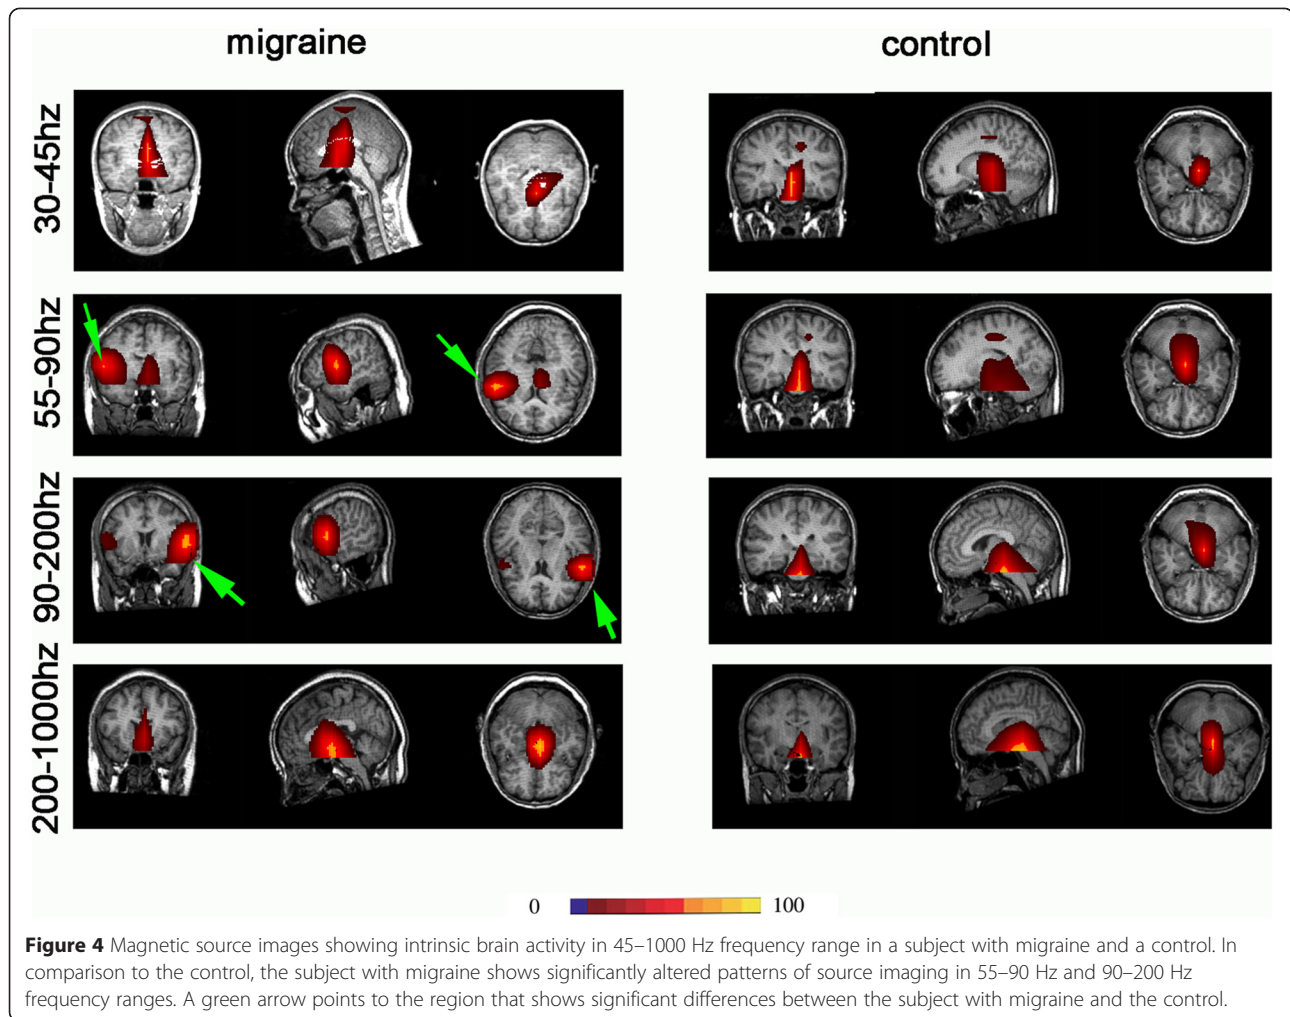 migraine
control
30-45hz
55-90hz
90-200hz
200-1000hz
0
100
Figure 4 Magnetic source images showing intrinsic brain activity in 45–1000 Hz frequency range in a subject with migraine and a control. In
comparison to the control, the subject with migraine shows significantly altered patterns of source imaging in 55–90 Hz and 90–200 Hz
frequency ranges. A green arrow points to the region that shows significant differences between the subject with migraine and the control.